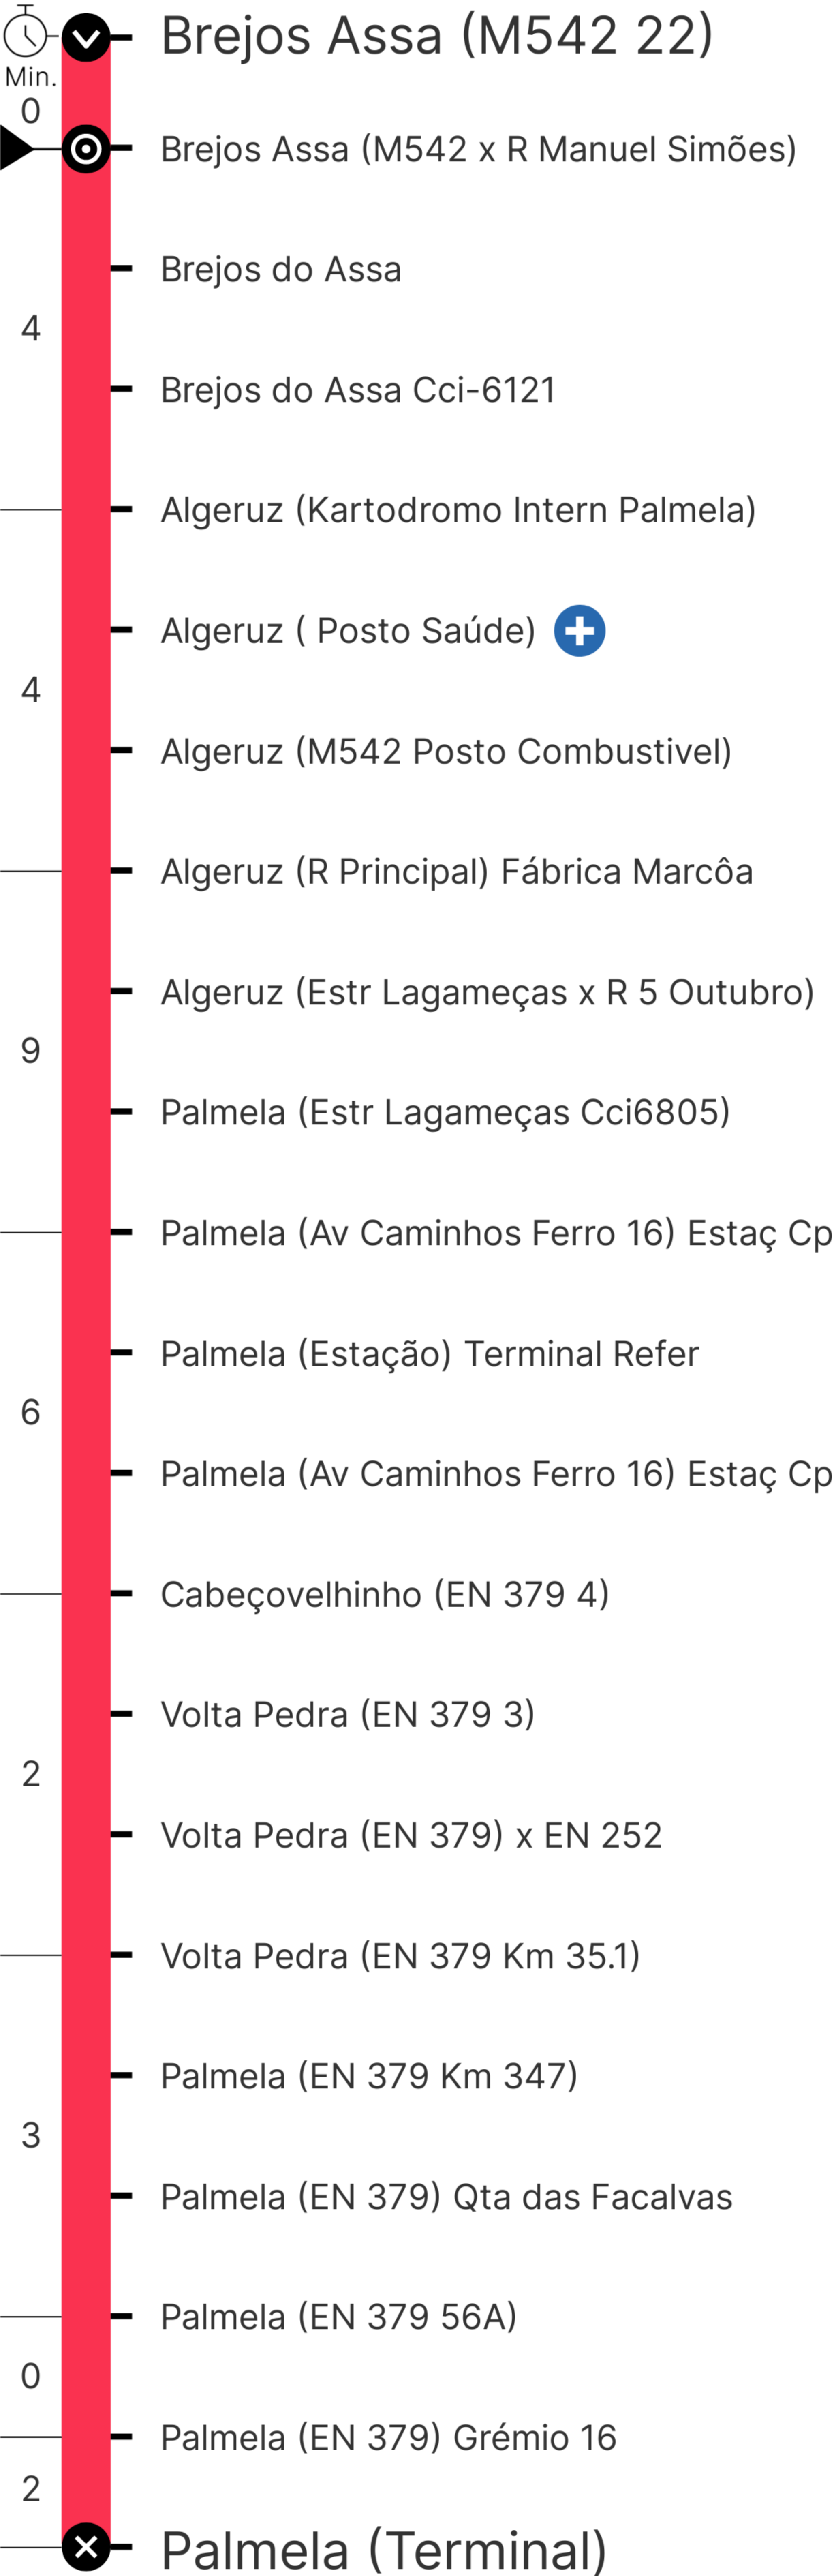 Brejos Assa (M542 22)
Min.
0
Brejos Assa (M542 x R Manuel Simões)
Brejos do Assa
4
Brejos do Assa Cci-6121
Algeruz (Kartodromo Intern Palmela)
Algeruz ( Posto Saúde)
4
Algeruz (M542 Posto Combustivel)
Algeruz (R Principal) Fábrica Marcôa
Algeruz (Estr Lagameças x R 5 Outubro)
9
Palmela (Estr Lagameças Cci6805)
Palmela (Av Caminhos Ferro 16) Estaç Cp
Palmela (Estação) Terminal Refer
6
Palmela (Av Caminhos Ferro 16) Estaç Cp
Cabeçovelhinho (EN 379 4)
Volta Pedra (EN 379 3)
2
Volta Pedra (EN 379) x EN 252
Volta Pedra (EN 379 Km 35.1)
Palmela (EN 379 Km 347)
3
Palmela (EN 379) Qta das Facalvas
Palmela (EN 379 56A)
0
Palmela (EN 379) Grémio 16
2
Palmela (Terminal)